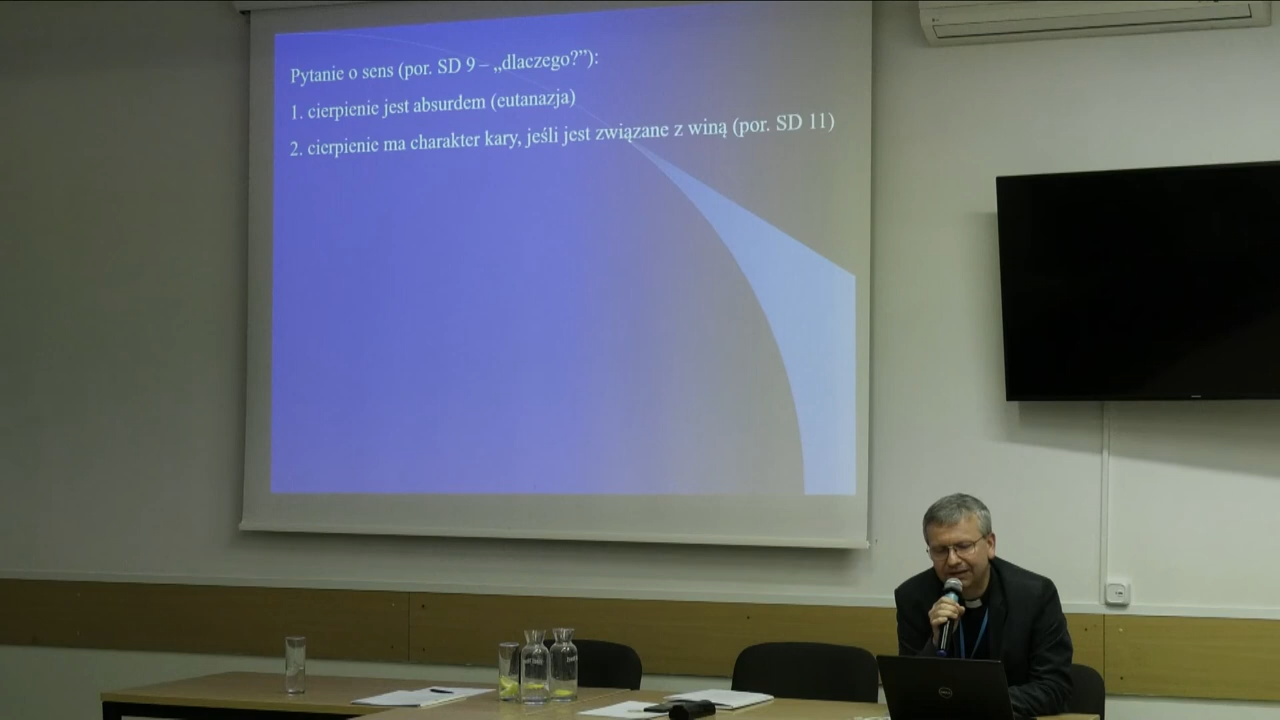 Pytanie o sens (por. SD 9 – „dlaczego?”):
1. cierpienie jest absurdem (eutanazja)
2. cierpienie ma charakter kary, jeśli jest związane z winą (por. SD 11)
DELL